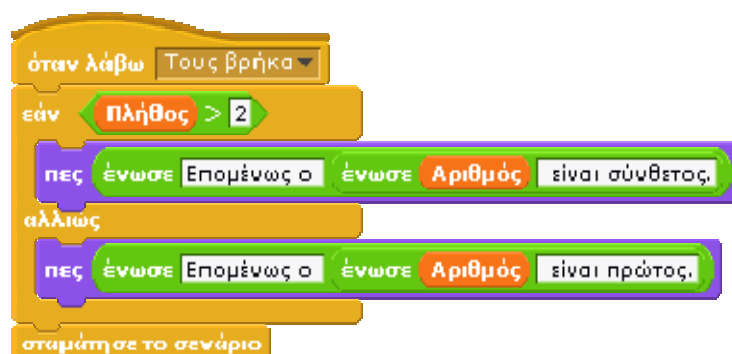 όταν λάβω Τους βρήκα
εάν Πλήθος > 2
πες ένωσε Επομένως ο ένωσε Αριθμός είναι σύνθετος.
αλλιώς
πες ένωσε Επομένως ο ένωσε Αριθμός είναι πρώτος.
σταμάτησε το σενάριο